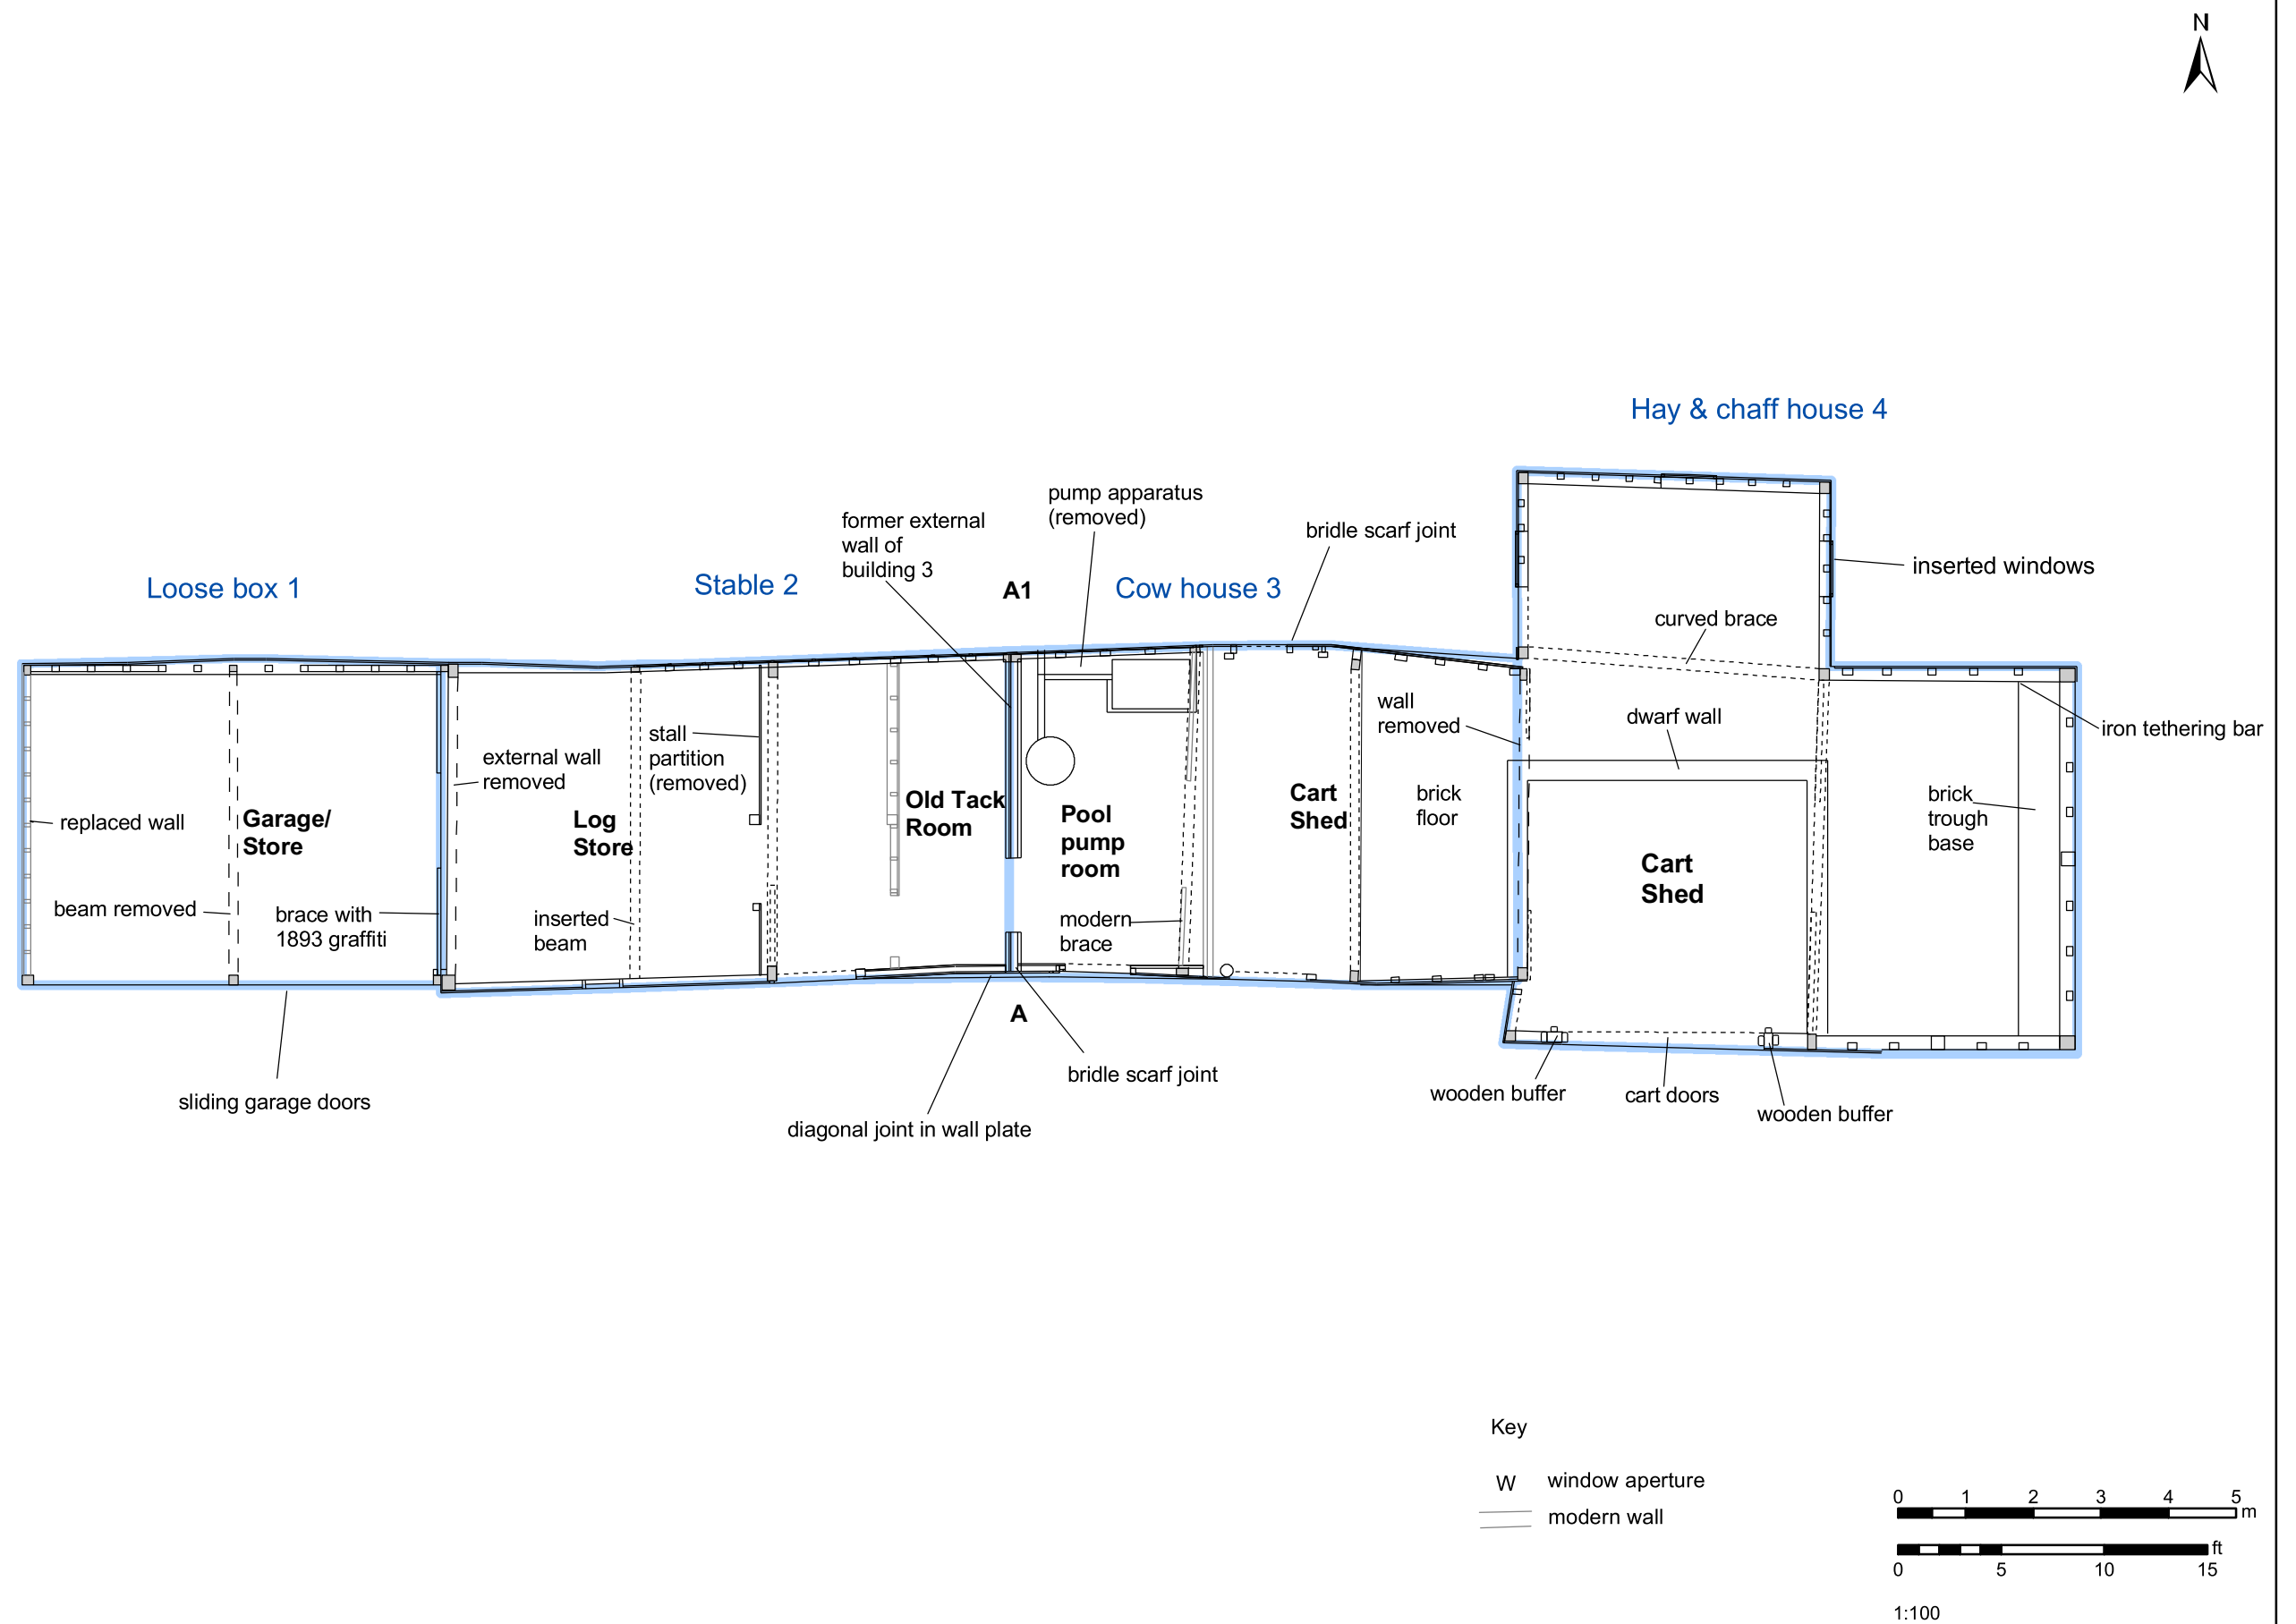 N
Hay & chaff house 4
pump apparatus
(removed)
former external
wall of
building 3
bridle scarf joint
inserted windows
Loose box 1
Stable 2
A1
Cow house 3
curved brace
wall
removed
dwarf wall
iron tethering bar
stall
partition
(removed)
external wall
removed
replaced wall
Garage/
Store
Log
Store
Old Tack
Room
Pool
pump
room
Cart
Shed
brick
floor
brick
trough
base
Cart
Shed
beam removed
brace with
1893 graffiti
inserted
beam
modern
brace
A
bridle scarf joint
sliding garage doors
diagonal joint in wall plate
wooden buffer
cart doors
wooden buffer
Key
W window aperture
modern wall
0 1 2 3 4 5
m
ft
0 5 10 15
1:100